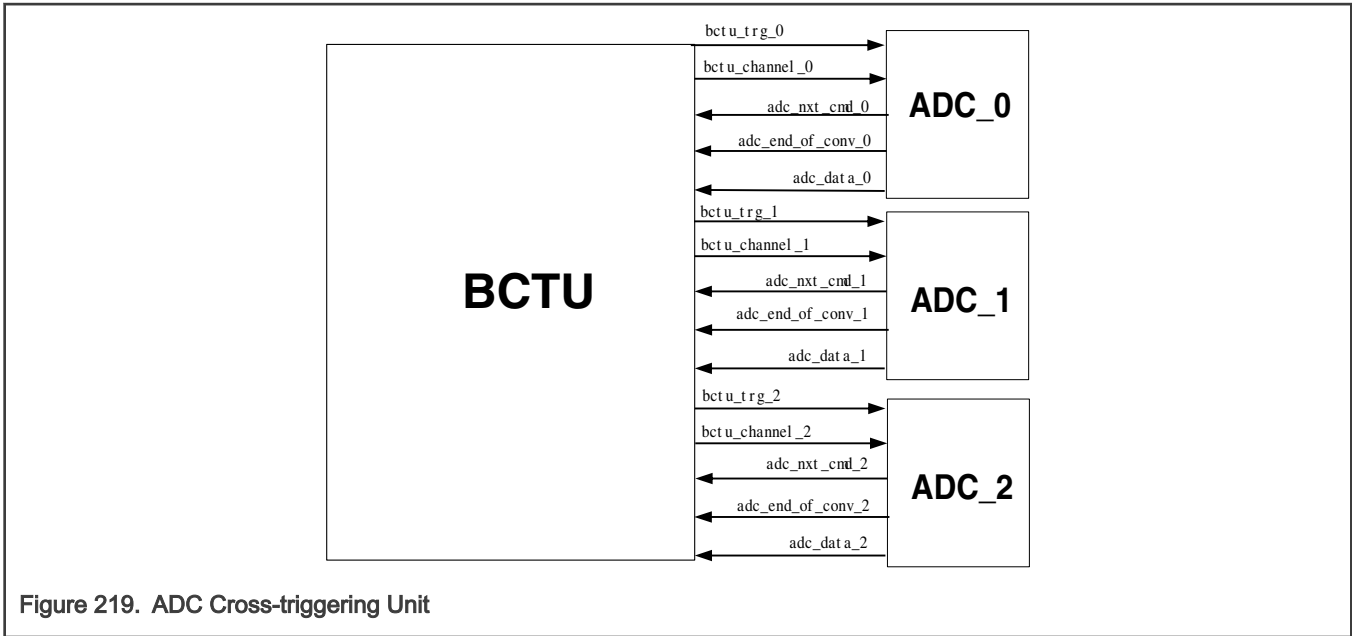 bctu_trg_0
bctu_channel_0
adc_nxt_cmd_0
adc_end_of_conv_0
adc_data_0
ADC_0
bctu_trg_1
bctu_channel_1
adc_nxt_cmd_1
adc_end_of_conv_1
adc_data_1
ADC_1
BCTU
bctu_trg_2
bctu_channel_2
adc_nxt_cmd_2
adc_end_of_conv_2
adc_data_2
ADC_2
Figure 219. ADC Cross-triggering Unit